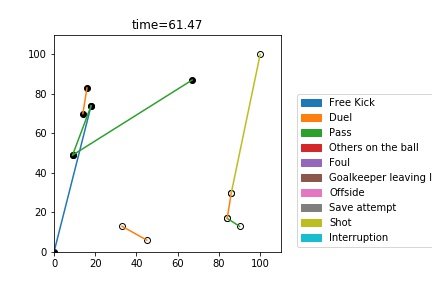 time=61.47
100
80
60
40
20
0
0 20 40 60 80 100
Free Kick
Duel
Pass
Others on the ball
Foul
Goalkeeper leaving l
Offside
Save attempt
Shot
Interruption